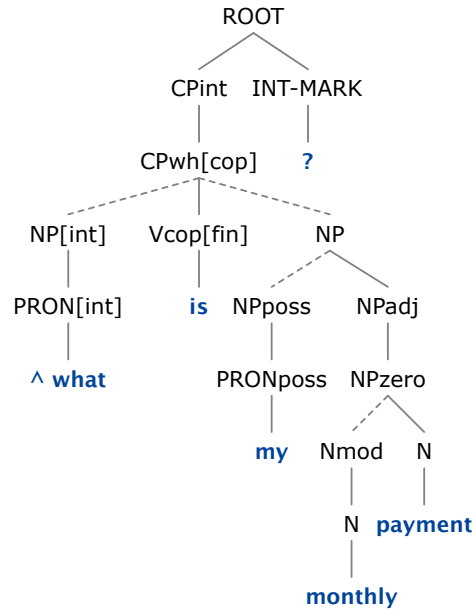 ROOT
CPint INT-MARK
CPwh[cop] ?
NP[int] Vcop[fin] NP
PRON[int] is NPposs NPadj
^ what PRONposs NPzero
my Nmod N
N payment
monthly